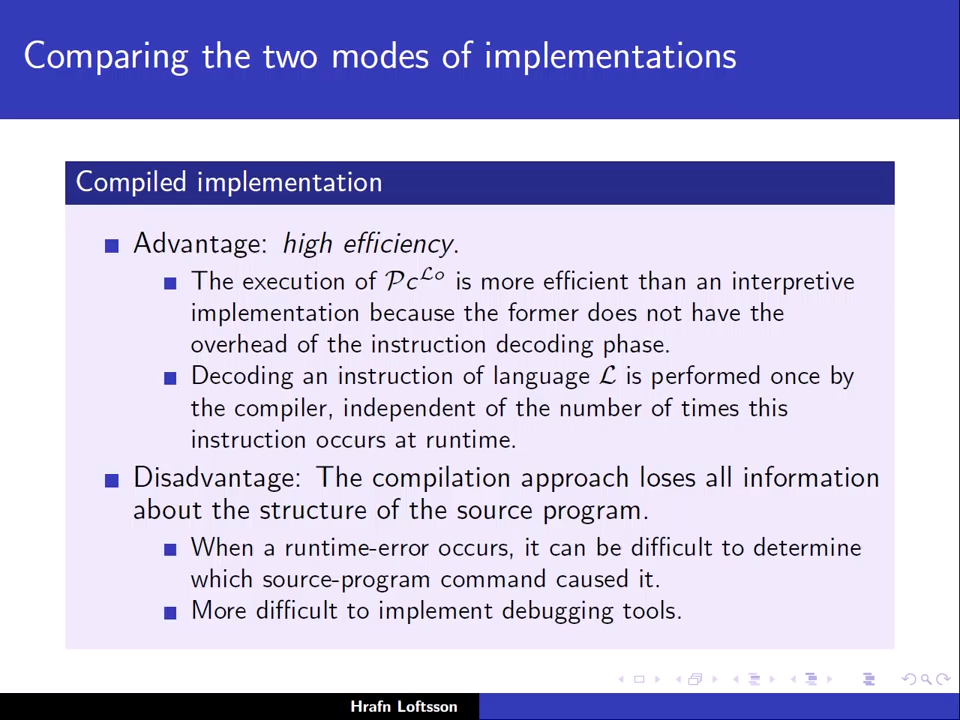 Comparing the two modes of implementations
Compiled implementation
Advantage: high efficiency.
The execution of 𝒫c^ℒo is more efficient than an interpretive
implementation because the former does not have the
overhead of the instruction decoding phase.
Decoding an instruction of language ℒ is performed once by
the compiler, independent of the number of times this
instruction occurs at runtime.
Disadvantage: The compilation approach loses all information
about the structure of the source program.
When a runtime-error occurs, it can be difficult to determine
which source-program command caused it.
More difficult to implement debugging tools.
Hrafn Loftsson